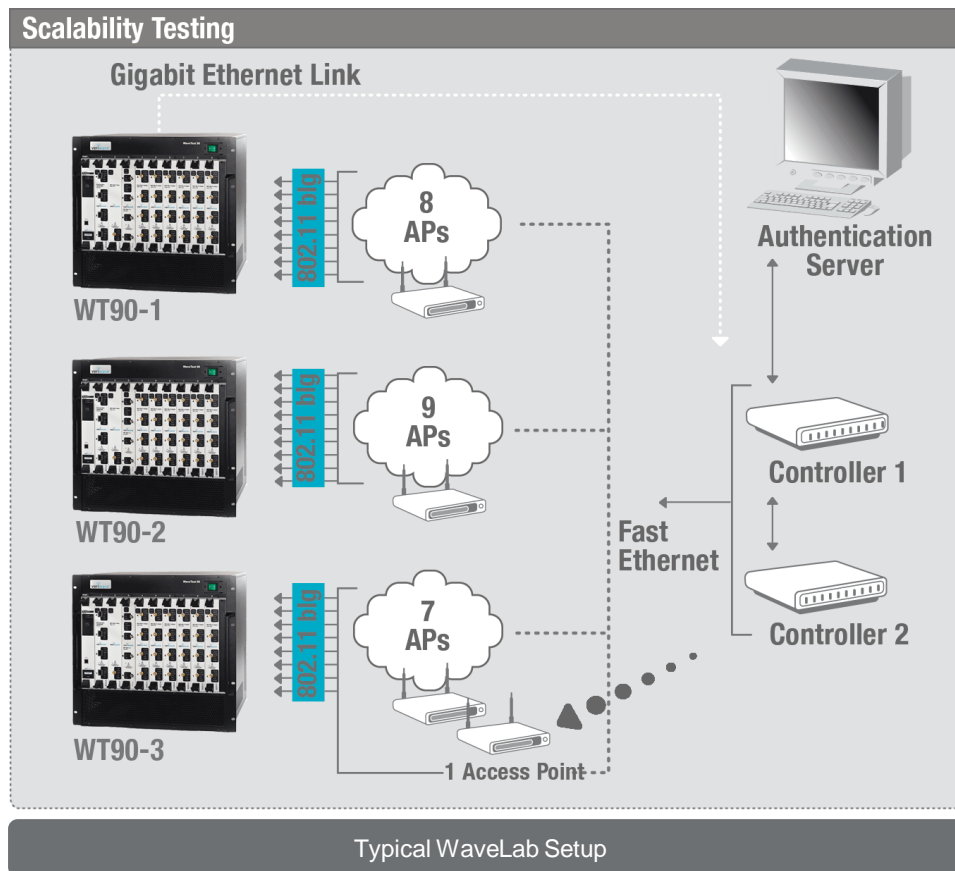 Scalability Testing
Gigabit Ethernet Link
802.11 b|g
8
APs
WT90-1
Authentication
Server
802.11 b|g
9
APs
WT90-2
Controller 1
Fast
Ethernet
802.11 b|g
7
APs
Controller 2
WT90-3
1 Access Point
Typical WaveLab Setup